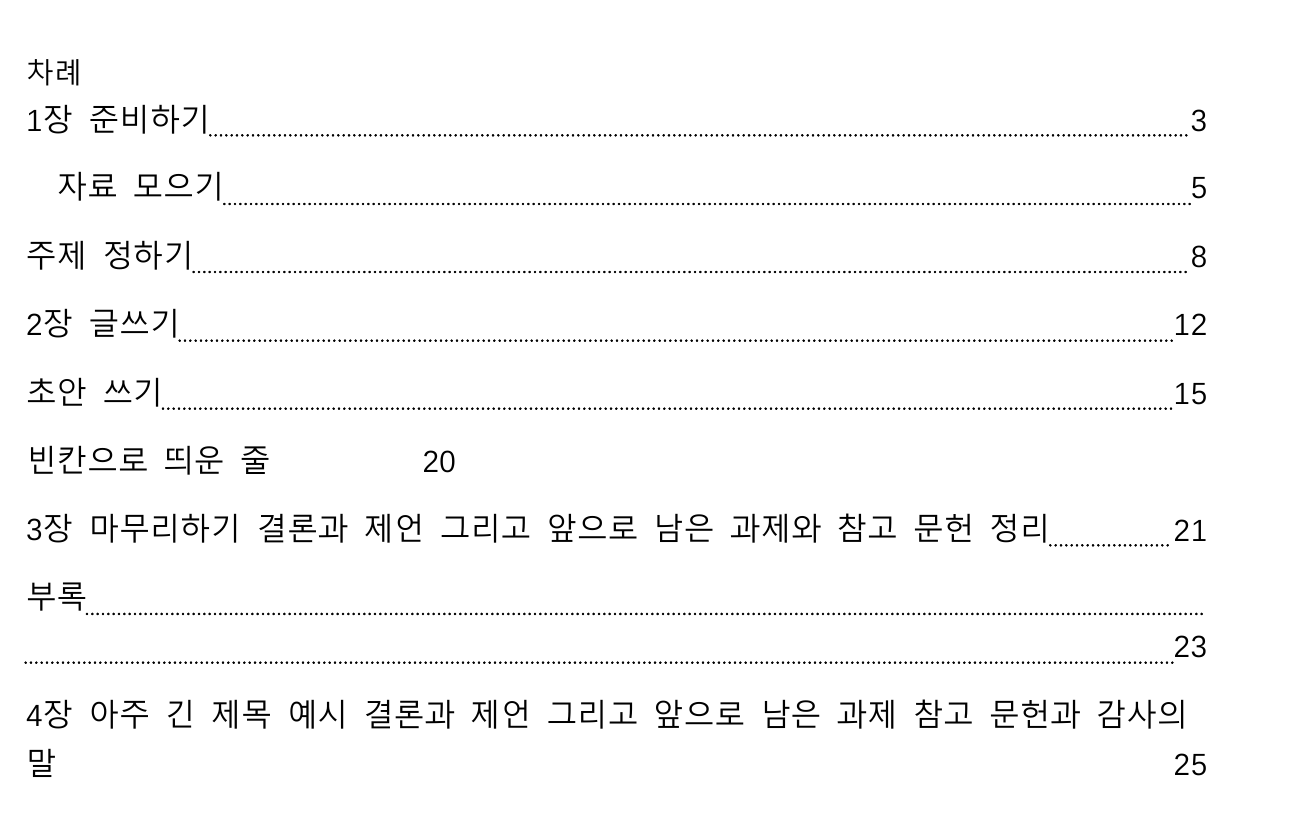 차례
1장 준비하기 3
자료 모으기 5
주제 정하기 8
2장 글쓰기 12
초안 쓰기 15
빈칸으로 띄운 줄 20
3장 마무리하기 결론과 제언 그리고 앞으로 남은 과제와 참고 문헌 정리 21
부록
23
4장 아주 긴 제목 예시 결론과 제언 그리고 앞으로 남은 과제 참고 문헌과 감사의
말 25